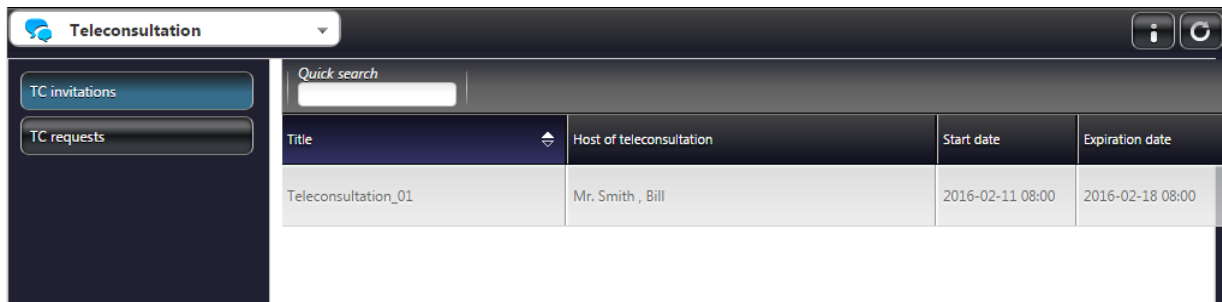 Teleconsultation
TC invitations
TC requests
Quick search
Title Host of teleconsultation Start date Expiration date
Teleconsultation_01 Mr. Smith , Bill 2016-02-11 08:00 2016-02-18 08:00